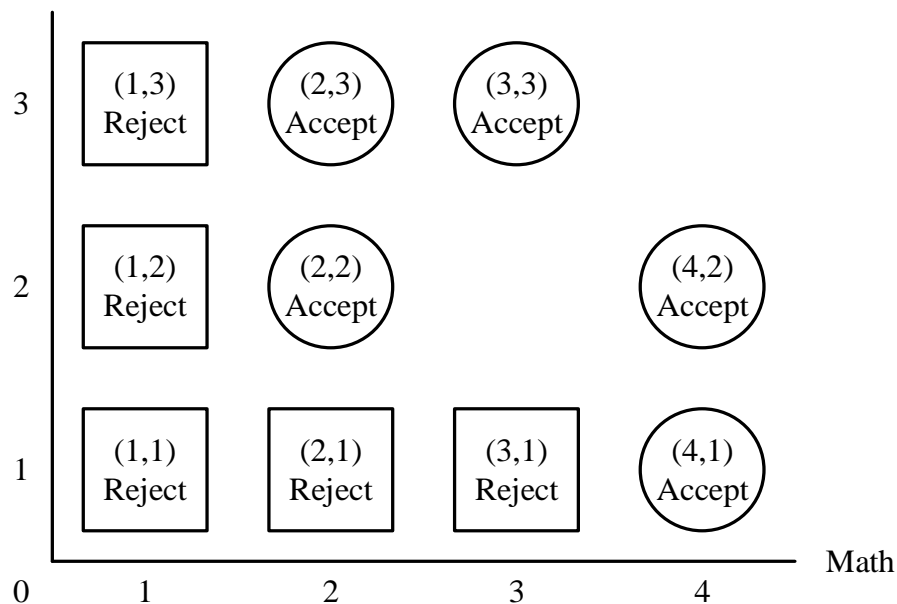 3
(1,3)
Reject
(2,3)
Accept
(3,3)
Accept
2
(1,2)
Reject
(2,2)
Accept
(4,2)
Accept
1
(1,1)
Reject
(2,1)
Reject
(3,1)
Reject
(4,1)
Accept
Math
0
1
2
3
4